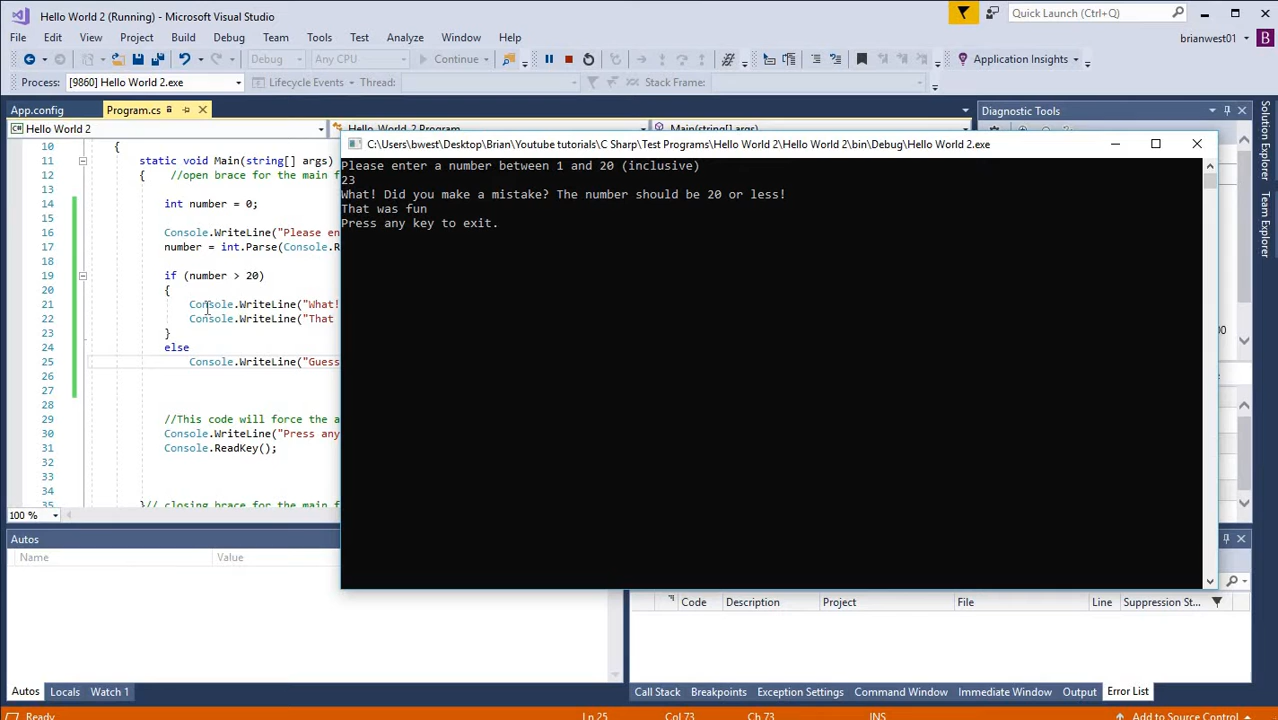 Hello World 2 (Running) - Microsoft Visual Studio
Quick Launch (Ctrl+Q)
File Edit View Project Build Debug Team Tools Test Analyze Window Help
brianwest01 B
Debug Any CPU Continue Application Insights
Process: [9860] Hello World 2.exe Lifecycle Events Thread: Stack Frame:
App.config Program.cs
Diagnostic Tools
Solution Explorer
Team Explorer
Hello World 2 Hello_World_2.Program Main(string[] args)
C:\Users\bwest\Desktop\Brian\Youtube tutorials\C Sharp\Test Programs\Hello World 2\Hello World 2\bin\Debug\Hello World 2.exe
Please enter a number between 1 and 20 (inclusive)
23
What! Did you make a mistake? The number should be 20 or less!
That was fun
Press any key to exit.
10 {
11 static void Main(string[] args)
12 { //open brace for the main f
13
14 int number = 0;
15
16 Console.WriteLine("Please en
17 number = int.Parse(Console.R
18
19 if (number > 20)
20 {
21 Console.WriteLine("What!
22 Console.WriteLine("That
23 }
24 else
25 Console.WriteLine("Guess
26
27
28
29 //This code will force the a
30 Console.WriteLine("Press any
31 Console.ReadKey();
32
33
34
35 }// closing brace for the main f
100 %
Autos
Name Value
Code Description Project File Line Suppression St...
Autos Locals Watch 1
Call Stack Breakpoints Exception Settings Command Window Immediate Window Output Error List
Ready Ln 25 Col 73 Ch 73 INS Add to Source Control